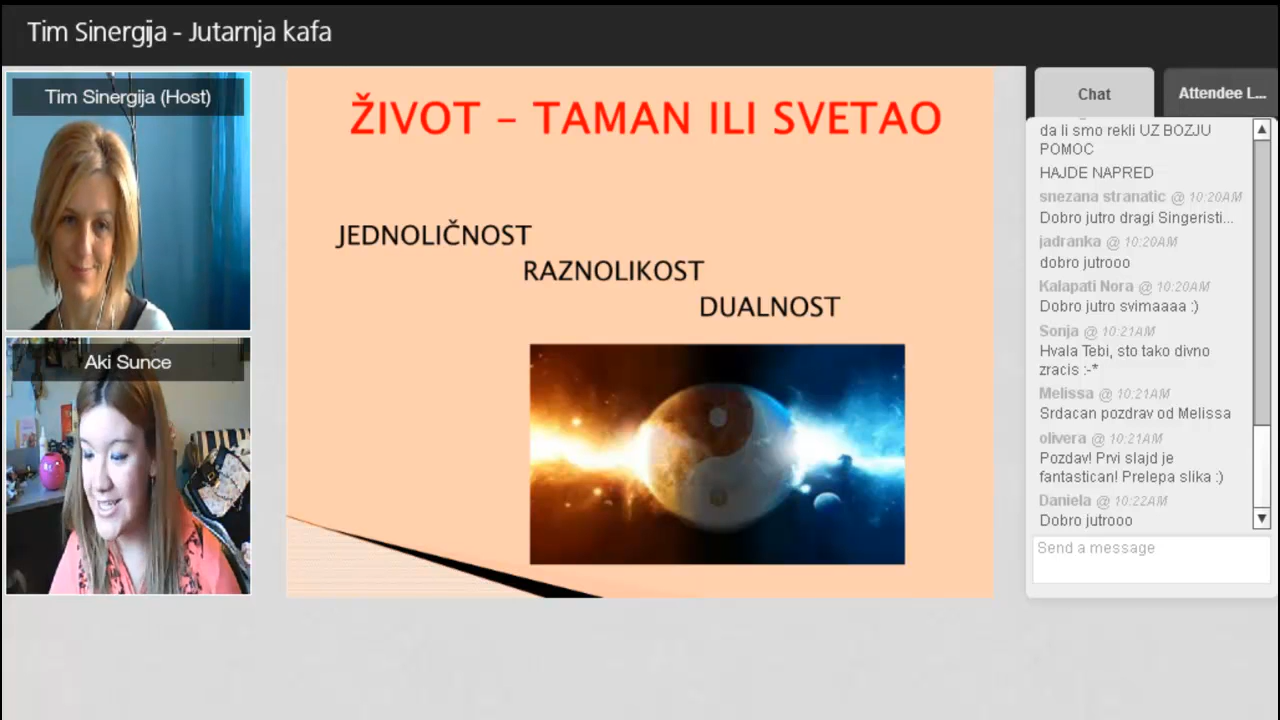 Tim Sinergija - Jutarnja kafa
Tim Sinergija (Host)
Aki Sunce
ŽIVOT – TAMAN ILI SVETAO
JEDNOLIČNOST
RAZNOLIKOST
DUALNOST
Chat
Attendee L...
da li smo rekli UZ BOZJU
POMOC
HAJDE NAPRED
snezana stranatic @ 10:20AM
Dobro jutro dragi Singeristi...
jadranka @ 10:20AM
dobro jutrooo
Kalapati Nora @ 10:20AM
Dobro jutro svimaaaa :)
Sonja @ 10:21AM
Hvala Tebi, sto tako divno
zracis :-*
Melissa @ 10:21AM
Srdacan pozdrav od Melissa
olivera @ 10:21AM
Pozdav! Prvi slajd je
fantastican! Prelepa slika :)
Daniela @ 10:22AM
Dobro jutrooo
Send a message